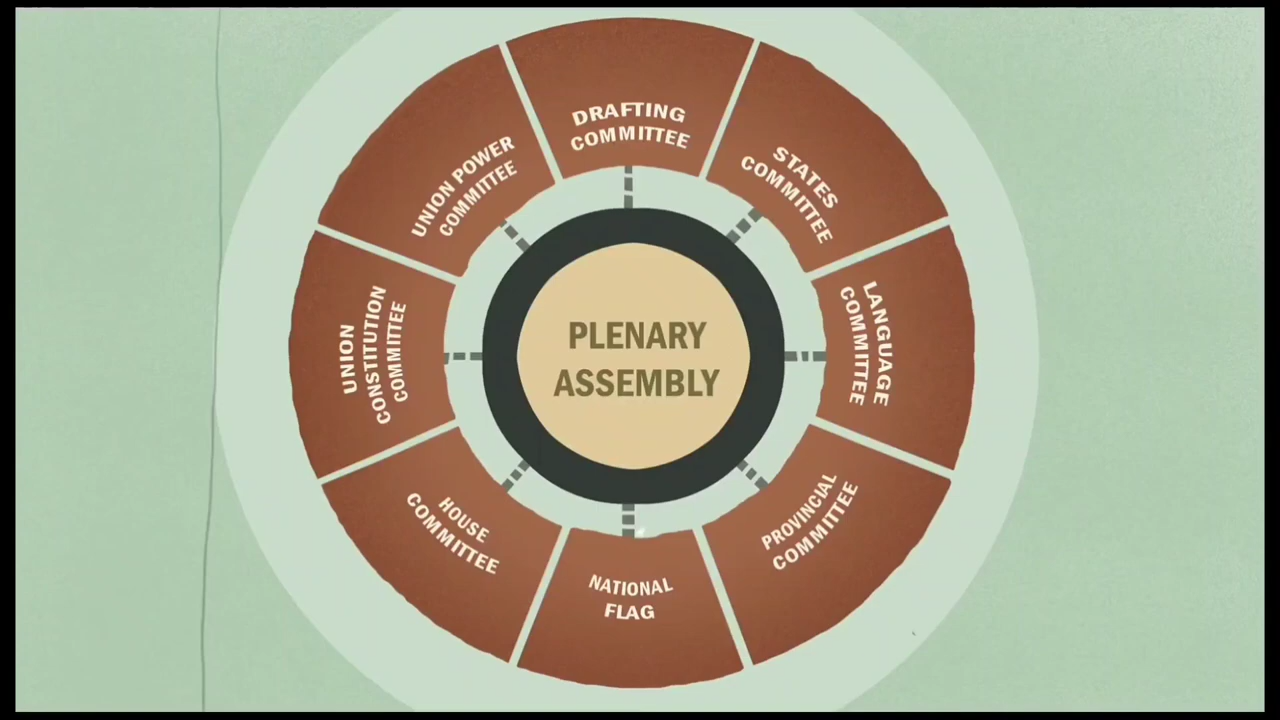 DRAFTING
COMMITTEE
STATES
COMMITTEE
LANGUAGE
COMMITTEE
PROVINCIAL
COMMITTEE
NATIONAL
FLAG
HOUSE
COMMITTEE
UNION
CONSTITUTION
COMMITTEE
UNION POWER
COMMITTEE
PLENARY
ASSEMBLY